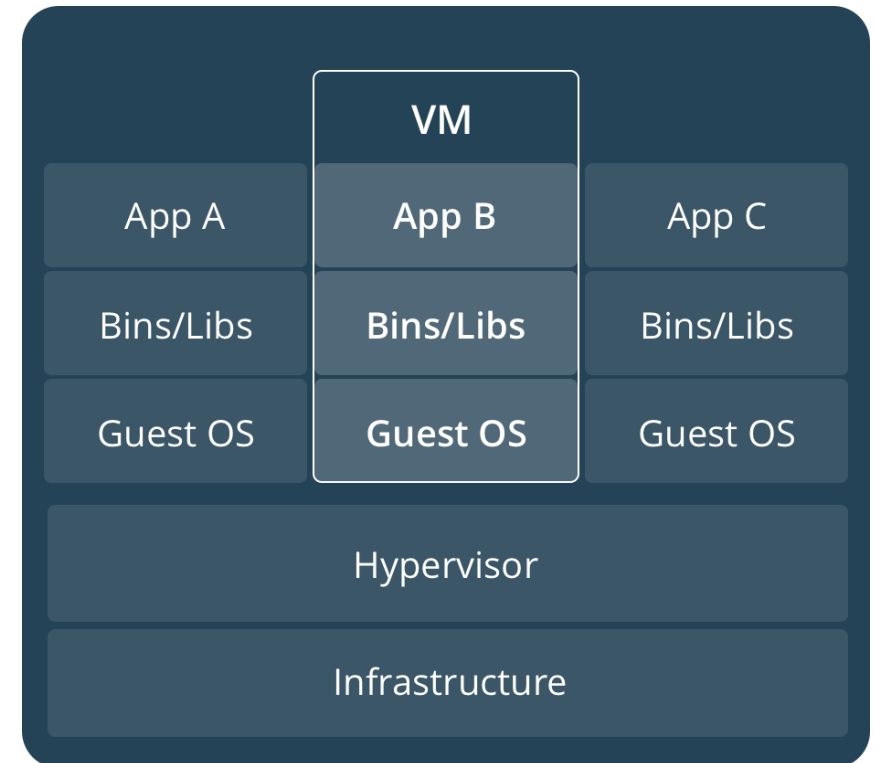 VM
App A
App B
App C
Bins/Libs
Bins/Libs
Bins/Libs
Guest OS
Guest OS
Guest OS
Hypervisor
Infrastructure